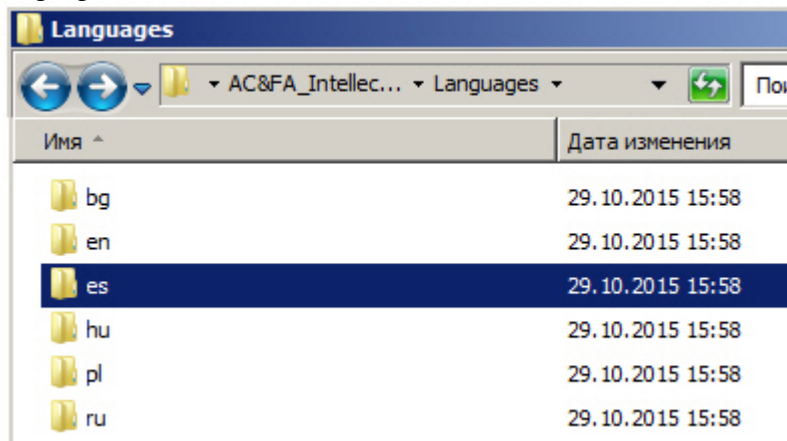 Languages
AC&FA_Intellec... Languages
Имя Дата изменения
bg 29.10.2015 15:58
en 29.10.2015 15:58
es 29.10.2015 15:58
hu 29.10.2015 15:58
pl 29.10.2015 15:58
ru 29.10.2015 15:58